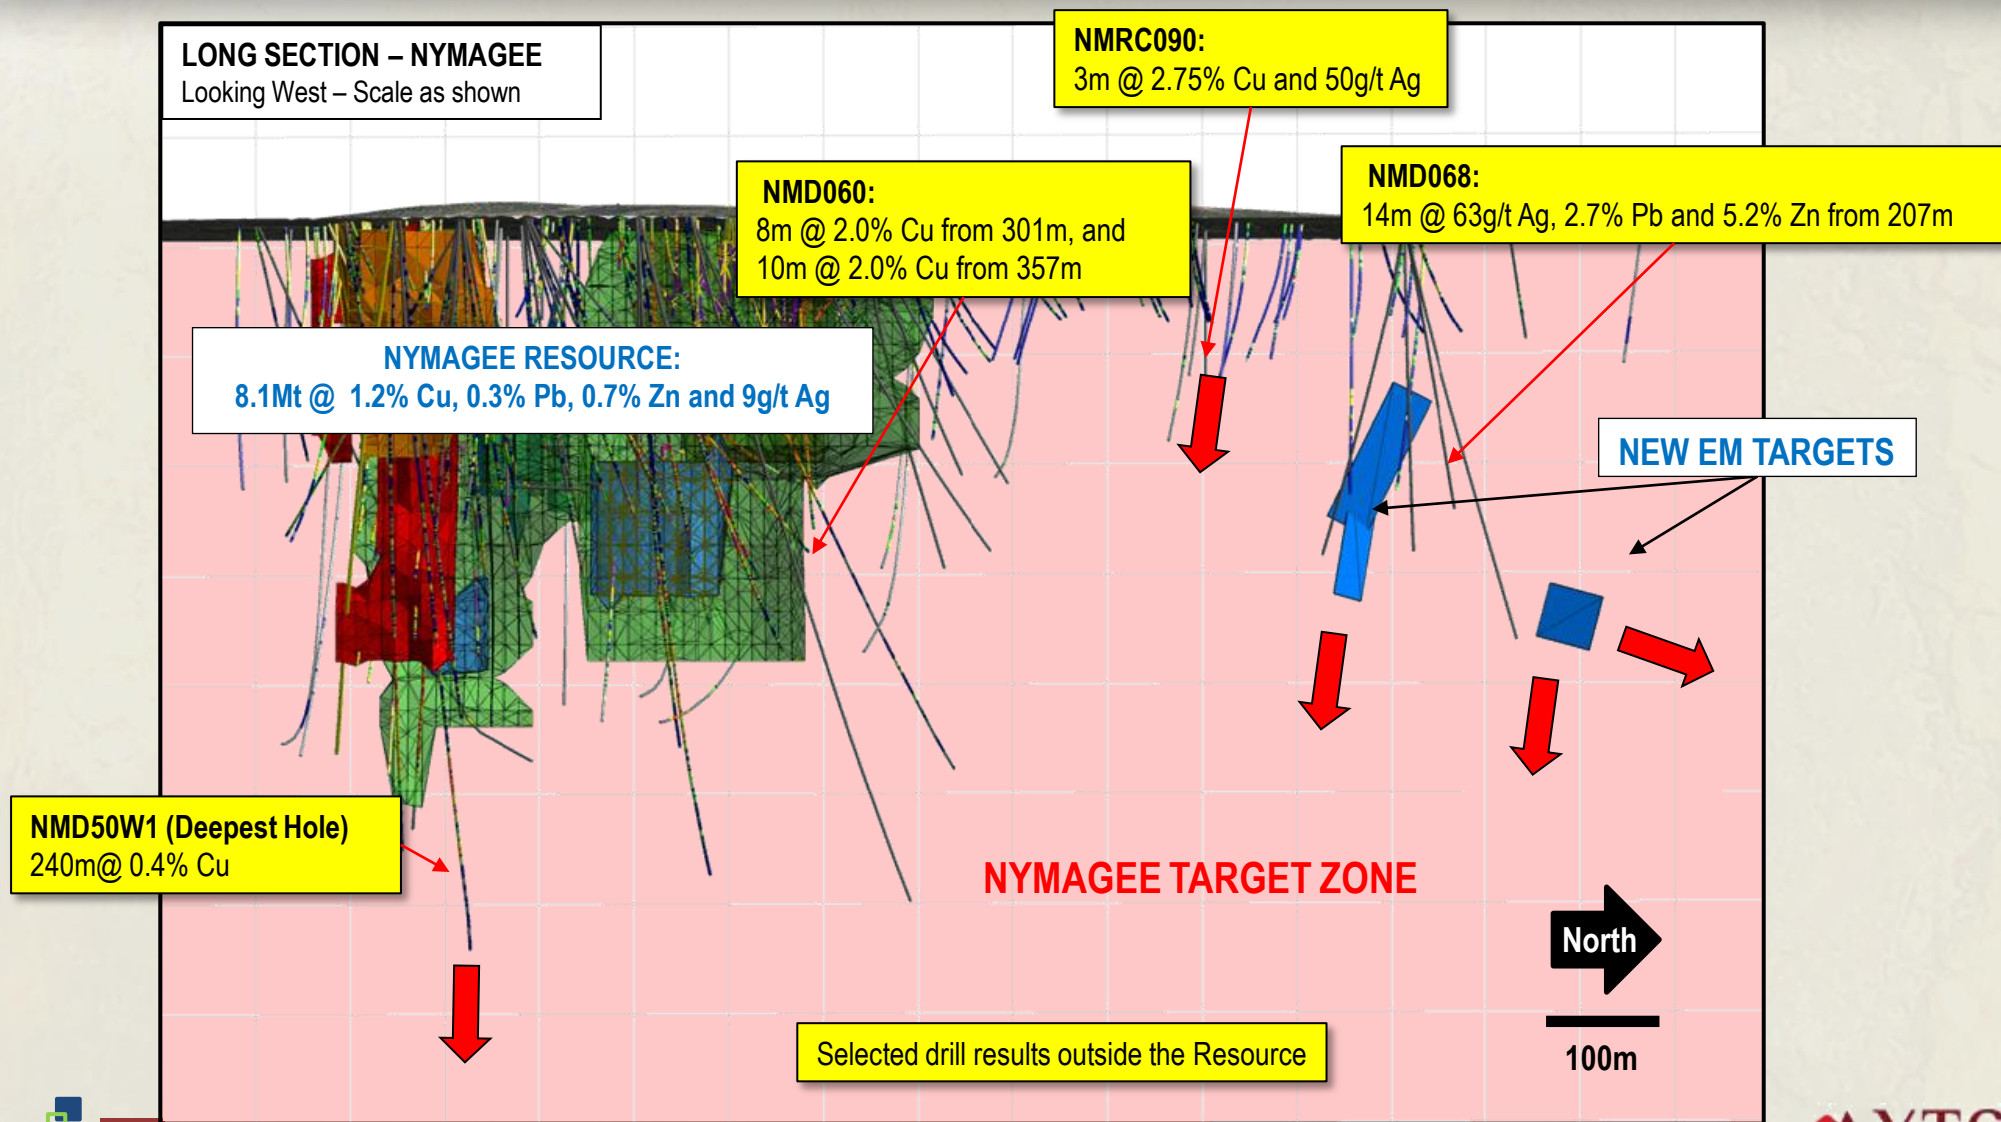 LONG SECTION – NYMAGEE
Looking West – Scale as shown
NMRC090:
3m @ 2.75% Cu and 50g/t Ag
NMD060:
8m @ 2.0% Cu from 301m, and
10m @ 2.0% Cu from 357m
NMD068:
14m @ 63g/t Ag, 2.7% Pb and 5.2% Zn from 207m
NYMAGEE RESOURCE:
8.1Mt @ 1.2% Cu, 0.3% Pb, 0.7% Zn and 9g/t Ag
NEW EM TARGETS
NMD50W1 (Deepest Hole)
240m@ 0.4% Cu
NYMAGEE TARGET ZONE
North
100m
Selected drill results outside the Resource